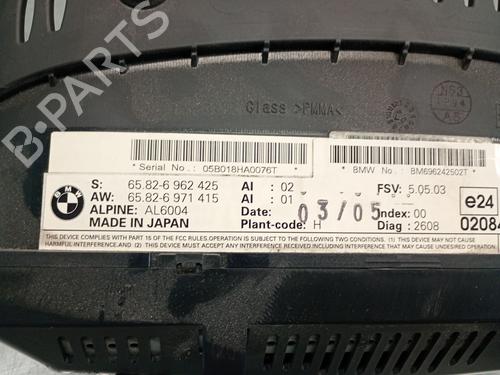 B-PARTS
Glass >PMMA<
* Serial No. : 05B018HA0076T *
* BMW No. : BM696242502T *
BMW
S: 65.82-6 962 425 AI : 02 FSV: 5.05.03
AW: 65.82-6 971 415 AI : 01
ALPINE: AL6004 Date: 03/05 Index: 00
MADE IN JAPAN Plant-code: H Diag : 2608
e24
02084
THIS DEVICE COMPLIES WITH PART 15 OF THE FCC RULES. OPERATION IS SUBJECT TO THE FOLLOWING TWO CONDITIONS: (1) THIS DEVICE MAY NOT CAUSE
HARMFUL INTERFERENCE, AND (2) THIS DEVICE MUST ACCEPT ANY INTERFERENCE RECEIVED, INCLUDING INTERFERENCE THAT MAY CAUSE UNDESIRED OPERATION.